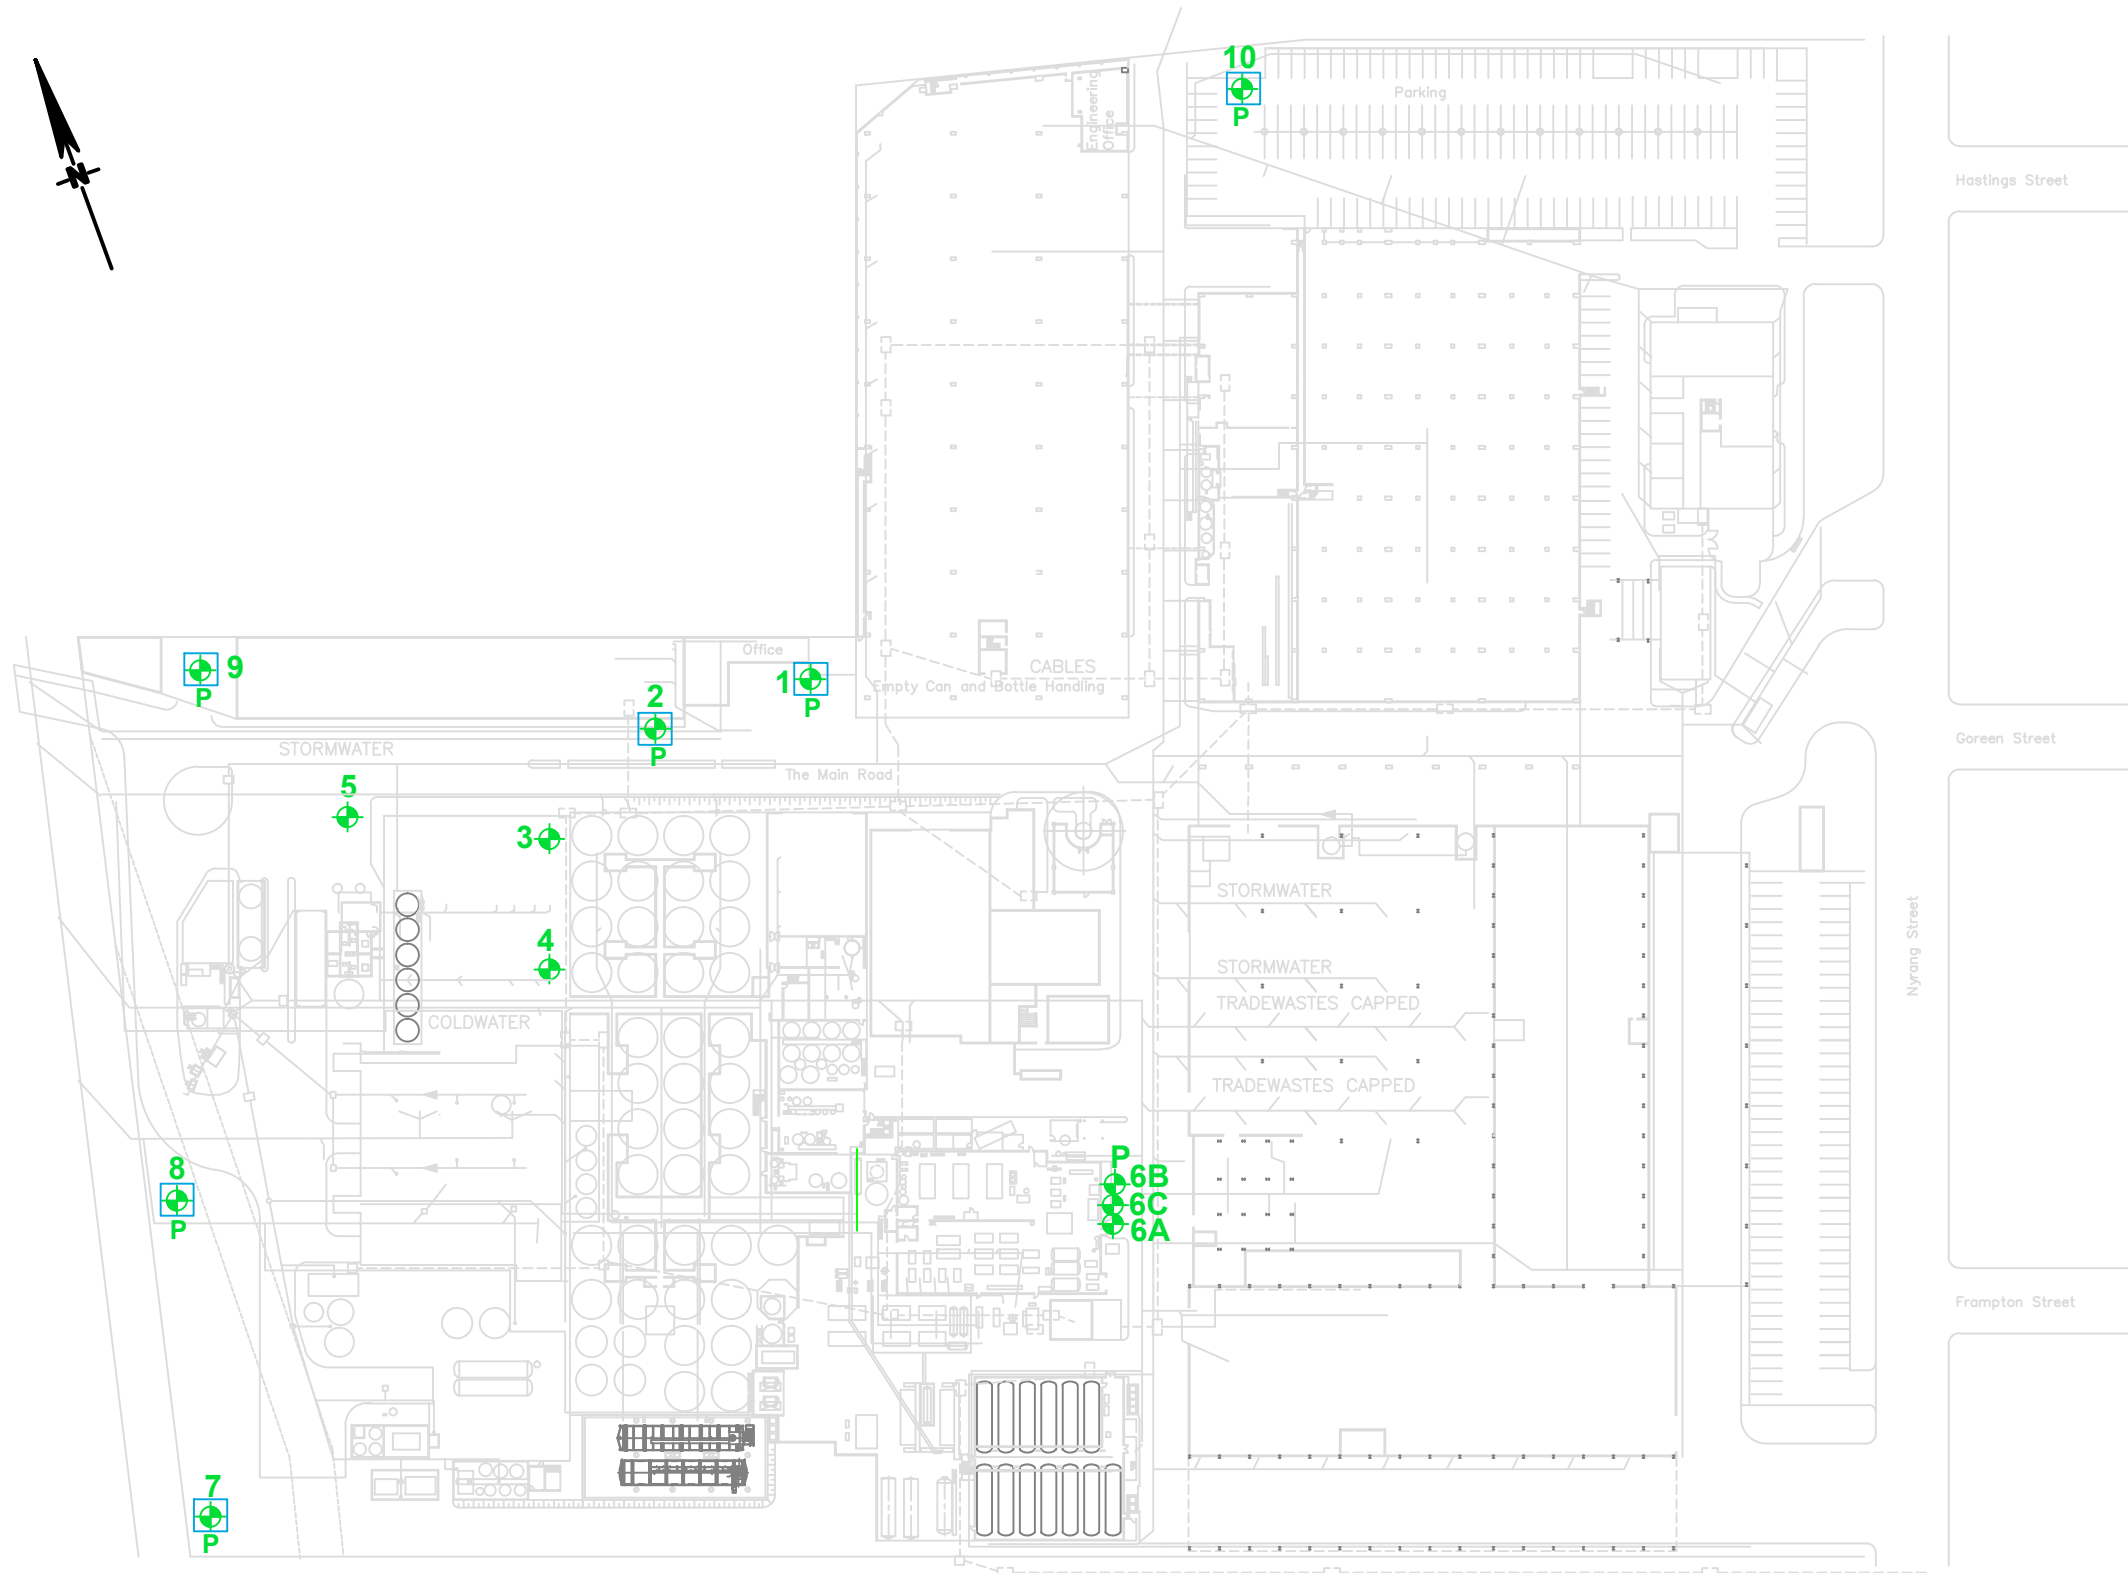 10
P
Parking
Engineering
Office
N
Hastings Street
Office
CABLES
Empty Can and Bottle Handling
9
P
1
P
2
P
STORMWATER
The Main Road
Goreen Street
5
3
4
STORMWATER
STORMWATER
TRADEWASTES CAPPED
COLDWATER
TRADEWASTES CAPPED
Nyrang Street
8
P
P
6B
6C
6A
Frampton Street
7
P